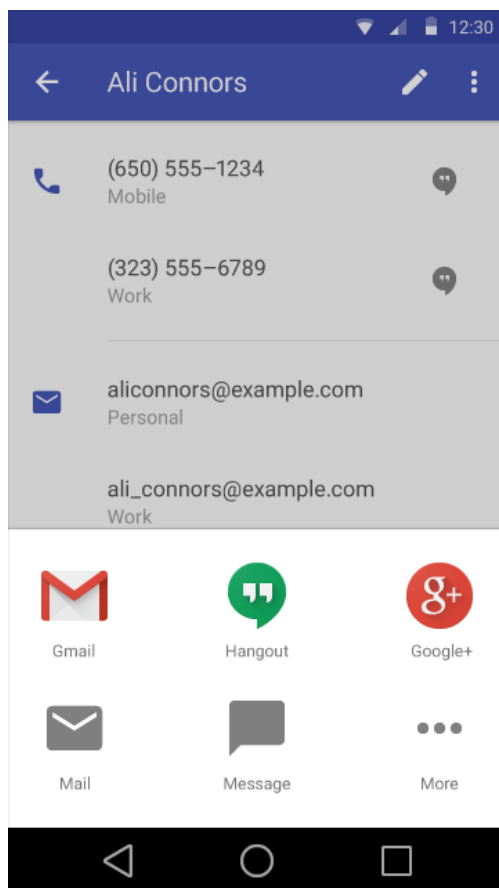 12:30
Ali Connors
(650) 555–1234
Mobile
(323) 555–6789
Work
aliconnors@example.com
Personal
ali_connors@example.com
Work
g+
Gmail Hangout Google+
Mail Message More